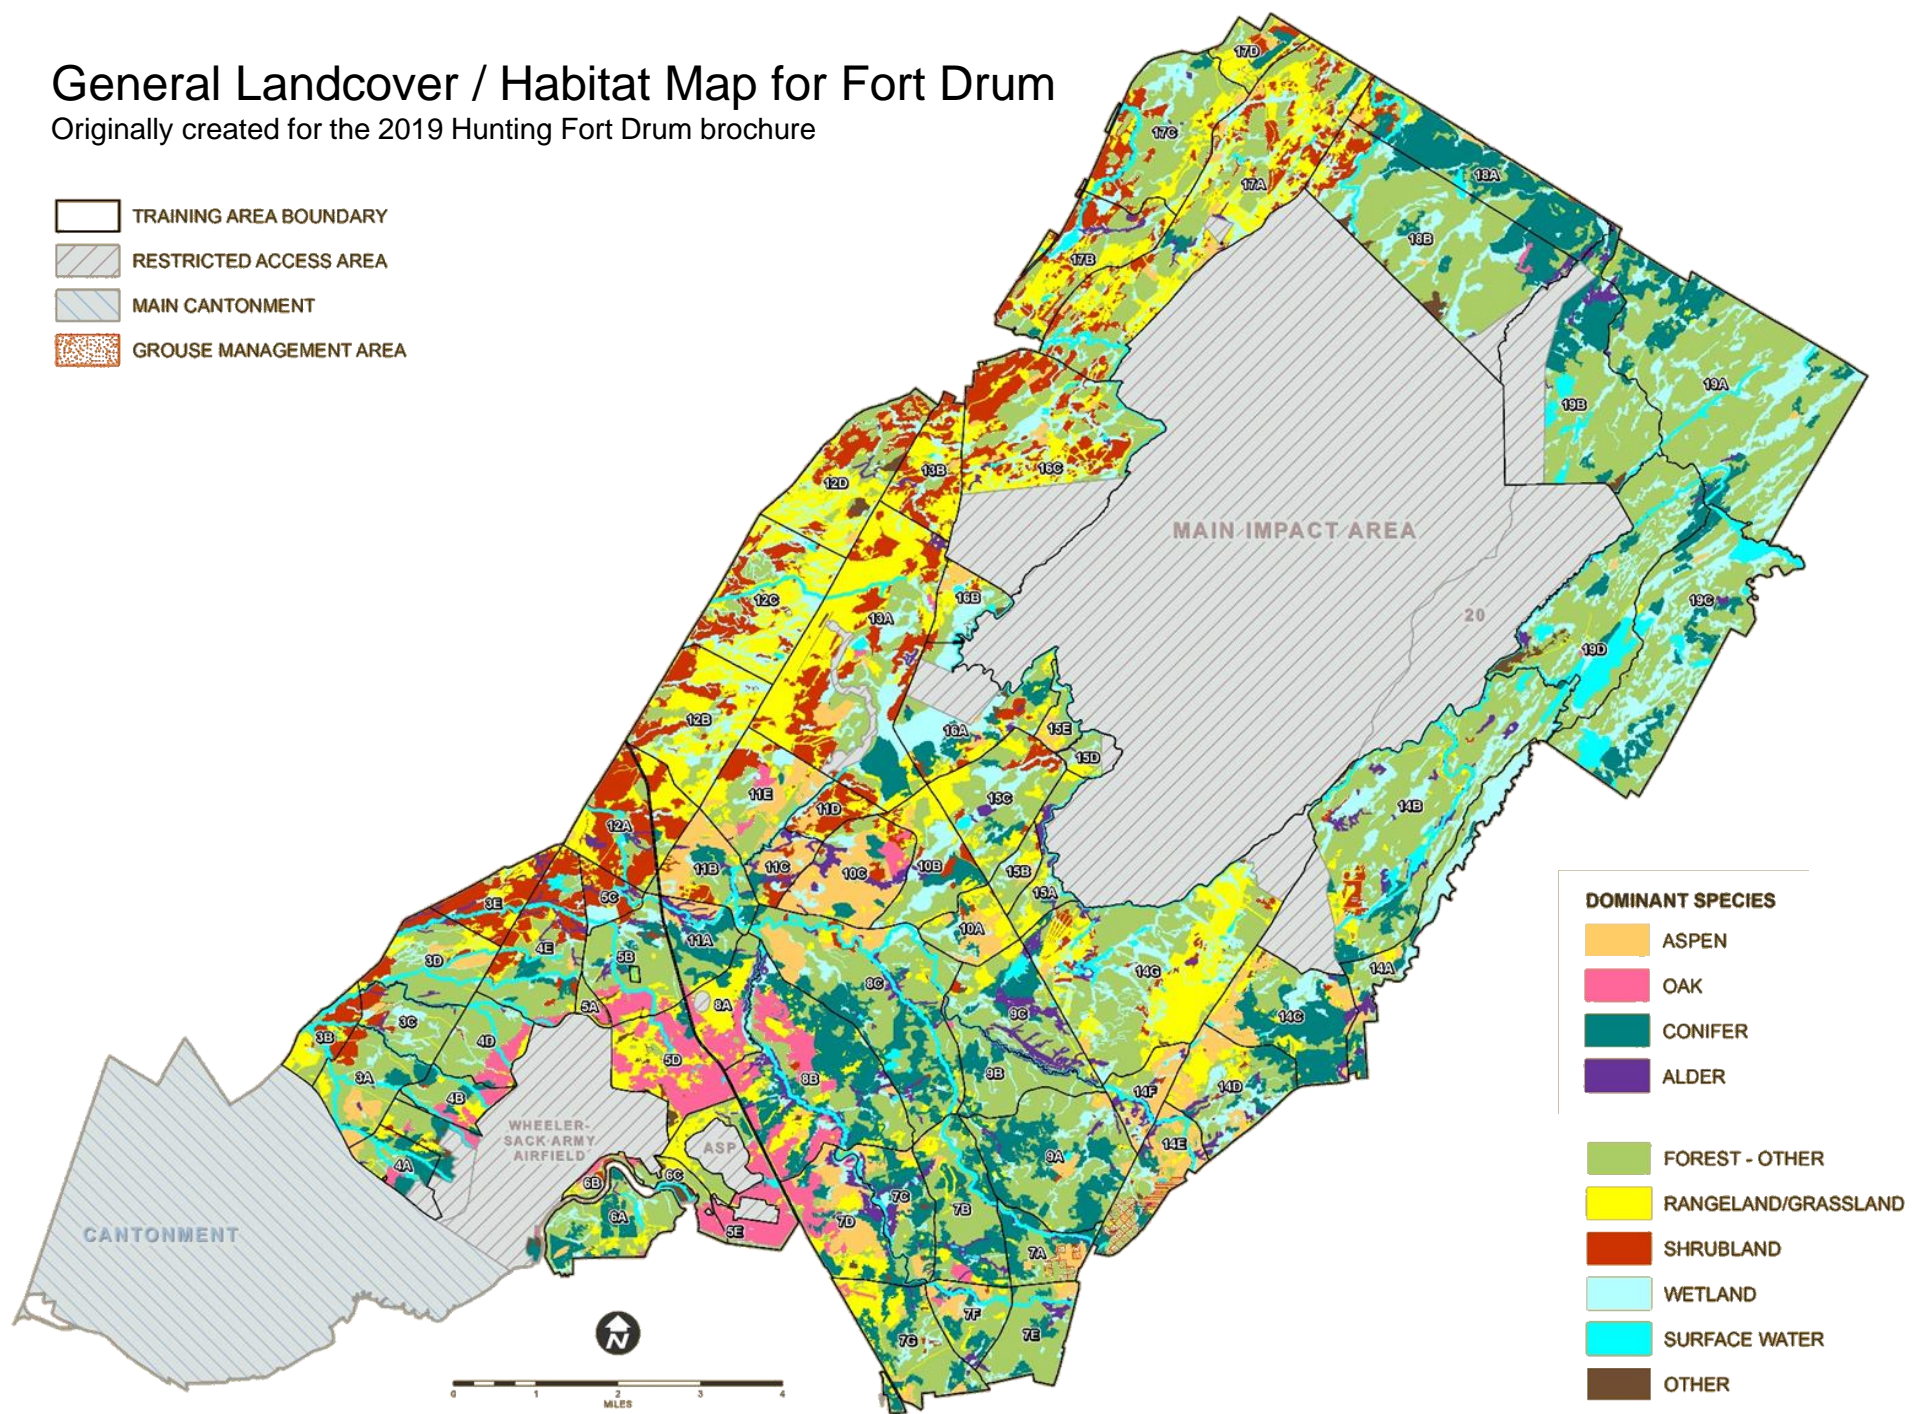 General Landcover / Habitat Map for Fort Drum
Originally created for the 2019 Hunting Fort Drum brochure
TRAINING AREA BOUNDARY
RESTRICTED ACCESS AREA
MAIN CANTONMENT
GROUSE MANAGEMENT AREA
17D
17C
17A
18A
18B
17B
19A
19B
16C
13B
12D
MAIN IMPACT AREA
20
16B
12C
13A
19C
19D
12B
16A
15E
15D
11E
15C
11D
14B
12A
11B
11C
10C
10B
15B
15A
5C
3E
10A
11A
4E
5B
3D
14G
14A
8C
5A
8A
9C
14C
3C
3B
4D
5D
9B
8B
3A
14F
14D
4B
WHEELER-
SACK ARMY
AIRFIELD
ASP
14E
9A
4A
6C
6B
7C
7B
6A
7D
5E
7A
CANTONMENT
7F
7E
7G
N
0 1 2 3 4
MILES
DOMINANT SPECIES
ASPEN
OAK
CONIFER
ALDER
FOREST - OTHER
RANGELAND/GRASSLAND
SHRUBLAND
WETLAND
SURFACE WATER
OTHER